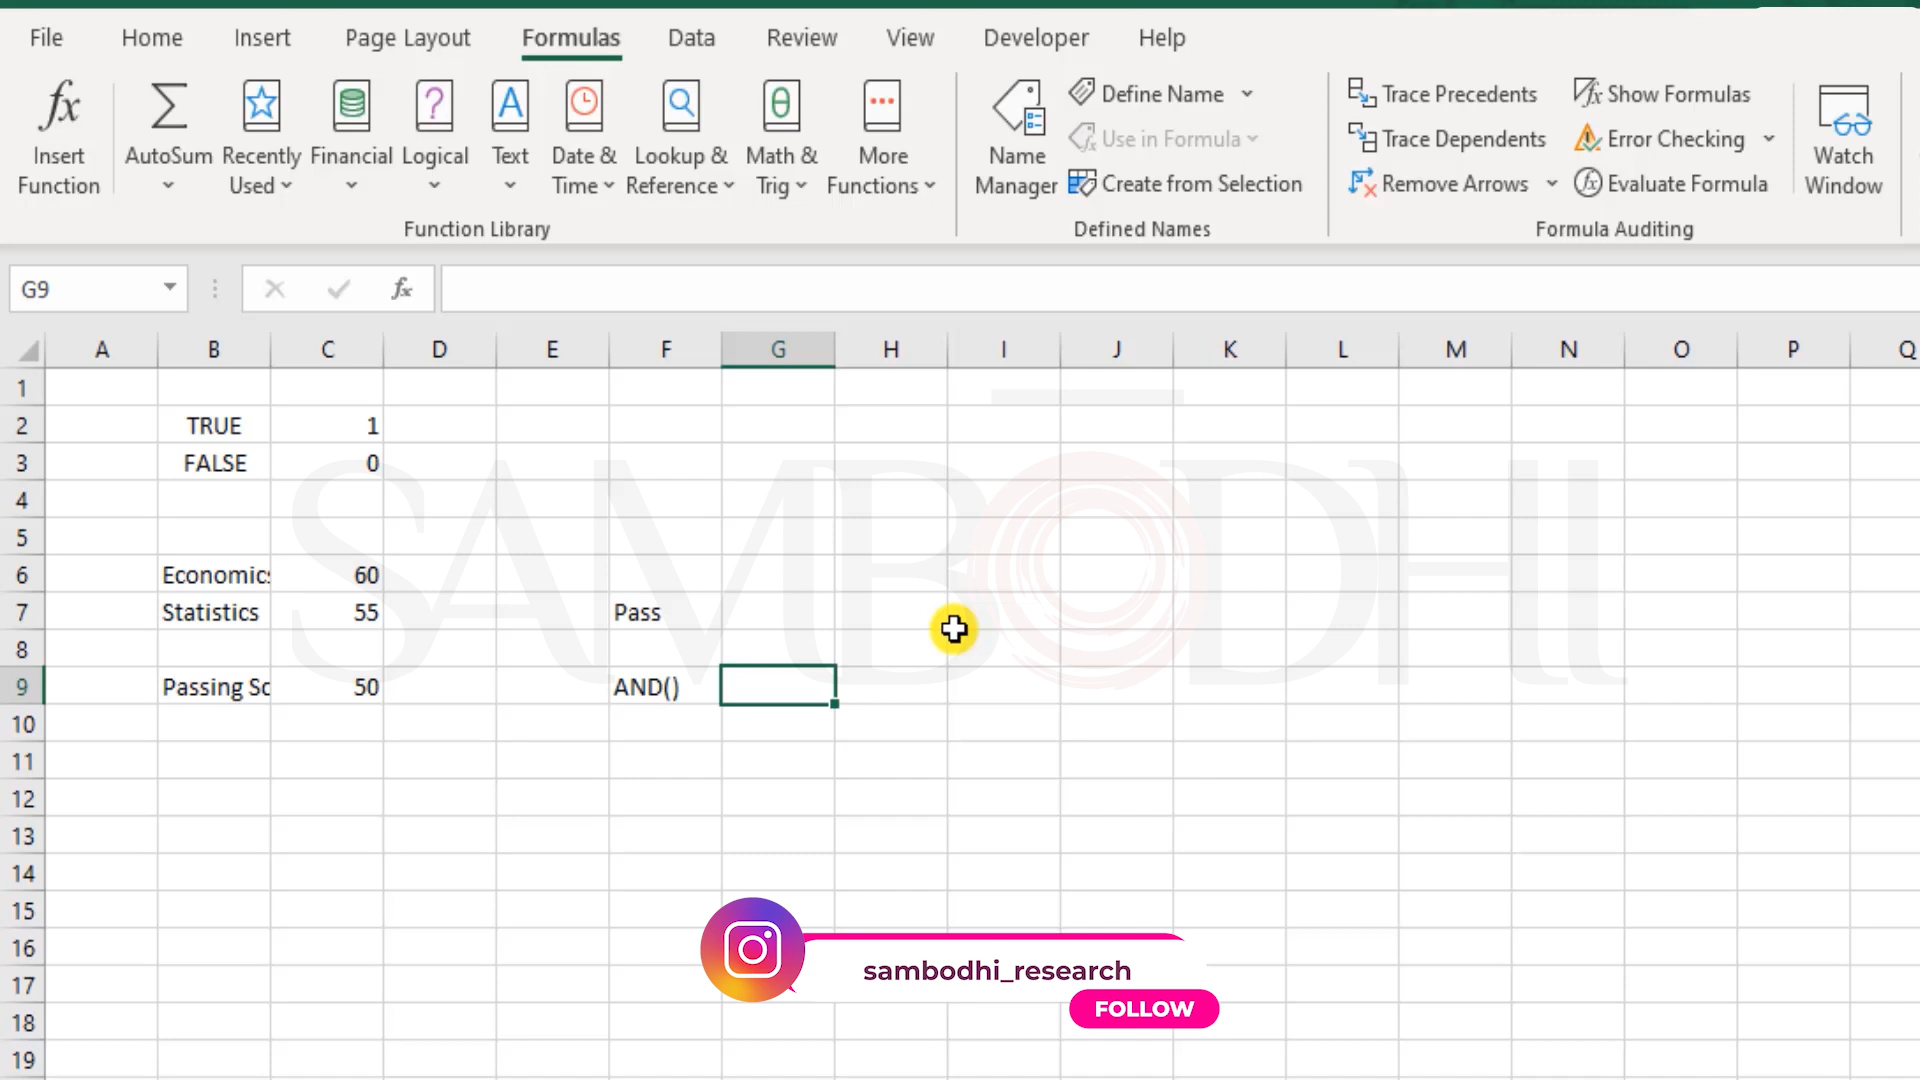 File Home Insert Page Layout Formulas Data Review View Developer Help
Insert Function
AutoSum
Recently Used
Financial
Logical
Text
Date & Time
Lookup & Reference
Math & Trig
More Functions
Function Library
Name Manager
Define Name
Use in Formula
Create from Selection
Defined Names
Trace Precedents
Trace Dependents
Remove Arrows
Show Formulas
Error Checking
Evaluate Formula
Watch Window
Formula Auditing
G9
fx
A B C D E F G H I J K L M N O P Q
1
2 TRUE 1
3 FALSE 0
4
5
6 Economics 60
7 Statistics 55 Pass
8
9 Passing Sc 50 AND()
10
11
12
13
14
15
16
17
18
19
SAMBODHI
sambodhi_research
FOLLOW